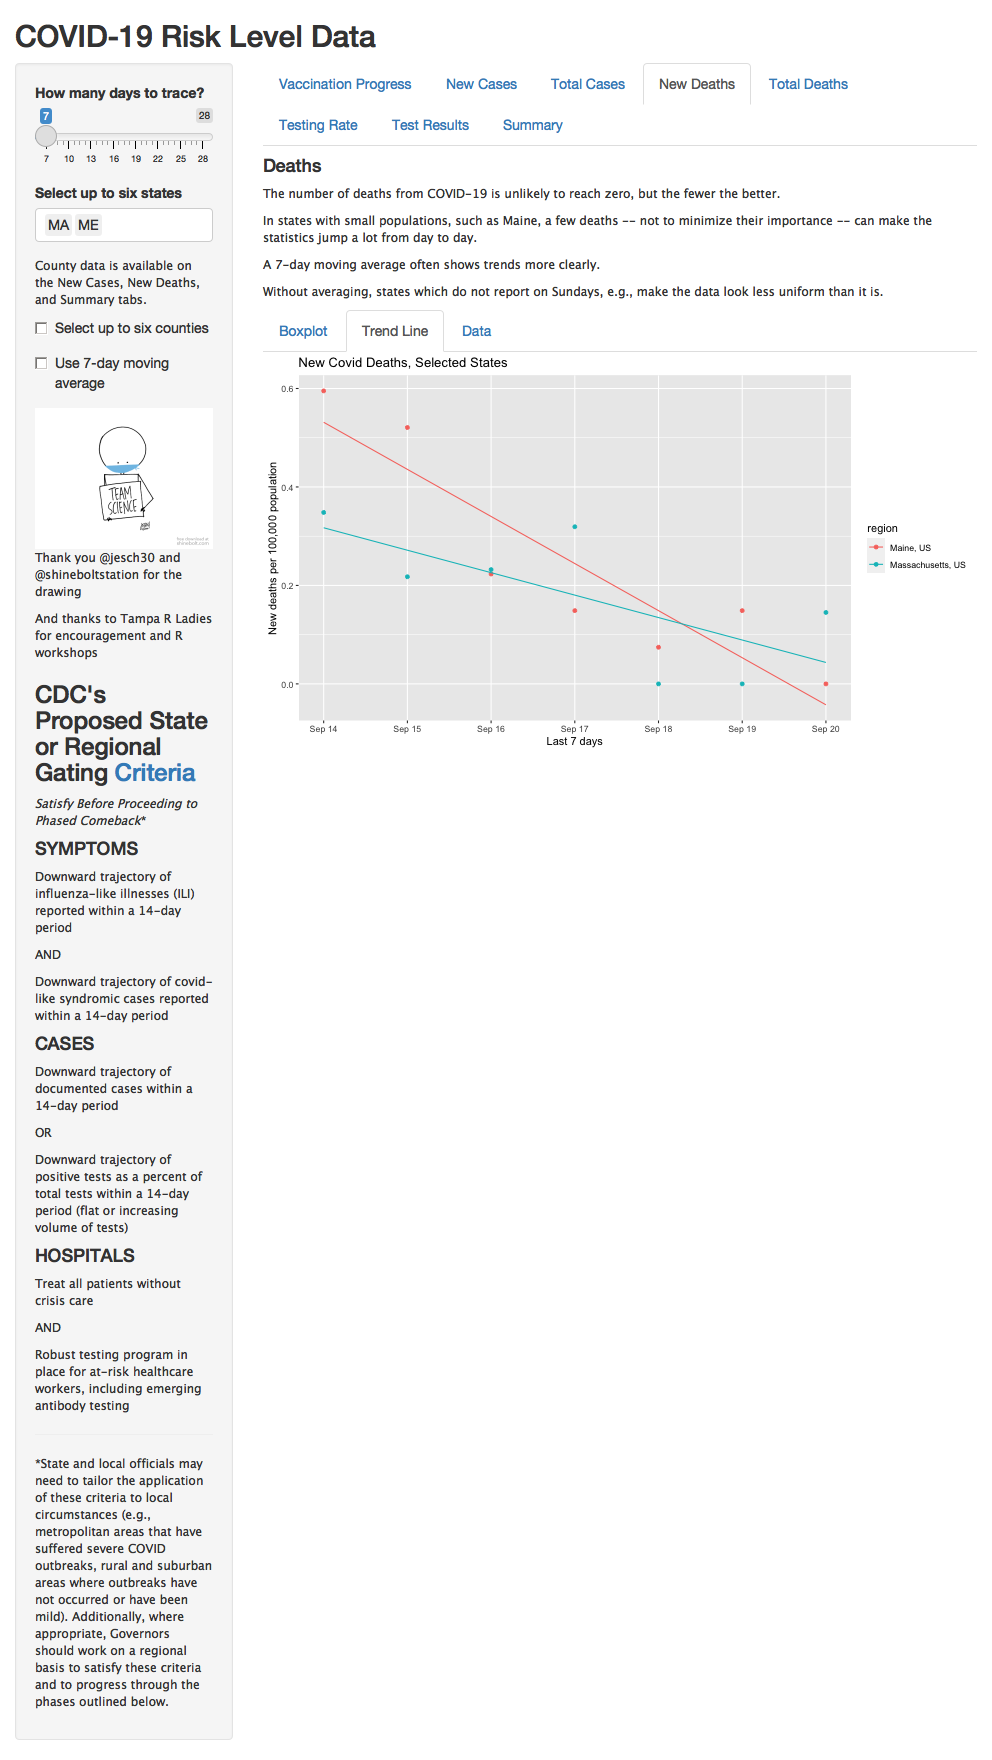 COVID-19 Risk Level Data
How many days to trace?
7
28
7 10 13 16 19 22 25 28
Select up to six states
MA ME
County data is available on
the New Cases, New Deaths,
and Summary tabs.
Select up to six counties
Use 7-day moving
average
TEAM
SCIENCE
Thank you @jesch30 and
@shineboltstation for the
drawing
And thanks to Tampa R Ladies
for encouragement and R
workshops
CDC's
Proposed State
or Regional
Gating Criteria
Satisfy Before Proceeding to
Phased Comeback*
SYMPTOMS
Downward trajectory of
influenza-like illnesses (ILI)
reported within a 14-day
period
AND
Downward trajectory of covid-
like syndromic cases reported
within a 14-day period
CASES
Downward trajectory of
documented cases within a
14-day period
OR
Downward trajectory of
positive tests as a percent of
total tests within a 14-day
period (flat or increasing
volume of tests)
HOSPITALS
Treat all patients without
crisis care
AND
Robust testing program in
place for at-risk healthcare
workers, including emerging
antibody testing
*State and local officials may
need to tailor the application
of these criteria to local
circumstances (e.g.,
metropolitan areas that have
suffered severe COVID
outbreaks, rural and suburban
areas where outbreaks have
not occurred or have been
mild). Additionally, where
appropriate, Governors
should work on a regional
basis to satisfy these criteria
and to progress through the
phases outlined below.
Vaccination Progress New Cases Total Cases New Deaths Total Deaths
Testing Rate Test Results Summary
Deaths
The number of deaths from COVID-19 is unlikely to reach zero, but the fewer the better.
In states with small populations, such as Maine, a few deaths -- not to minimize their importance -- can make the
statistics jump a lot from day to day.
A 7-day moving average often shows trends more clearly.
Without averaging, states which do not report on Sundays, e.g., make the data look less uniform than it is.
Boxplot Trend Line Data
New Covid Deaths, Selected States
New deaths per 100,000 population
0.6
0.4
0.2
0.0
Sep 14 Sep 15 Sep 16 Sep 17 Sep 18 Sep 19 Sep 20
Last 7 days
region
Maine, US
Massachusetts, US